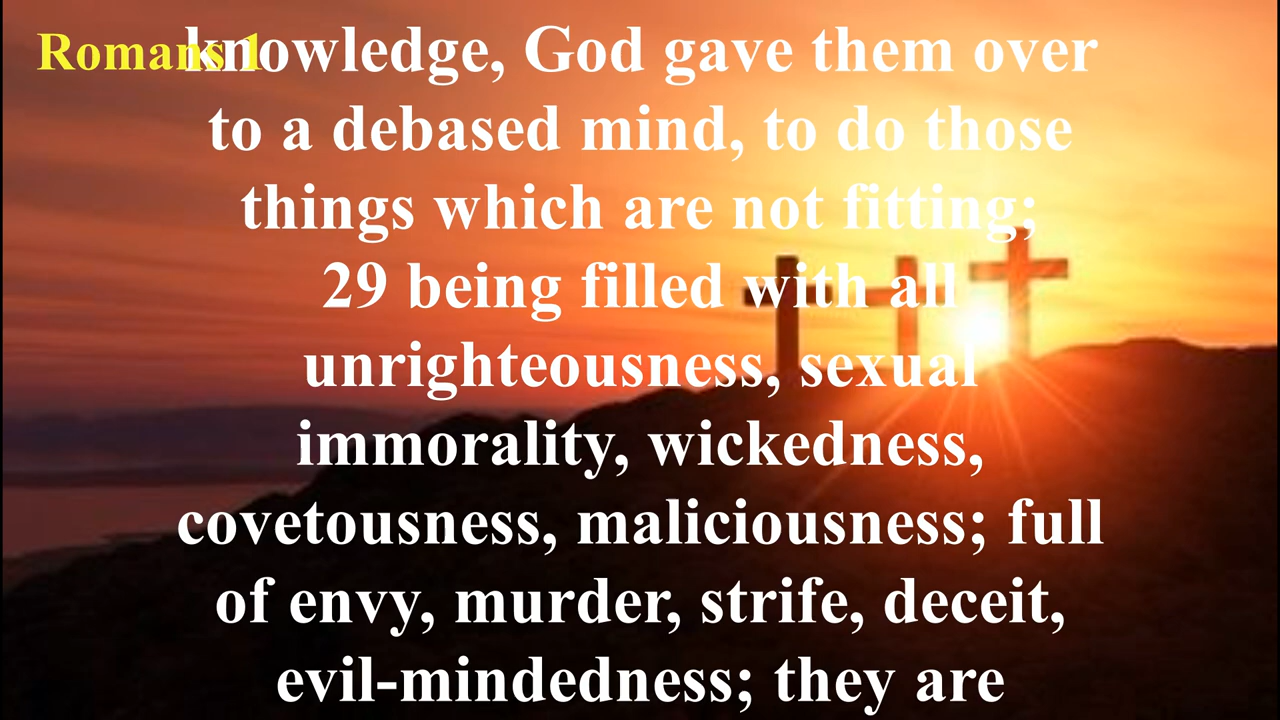 Romans 1
knowledge, God gave them over
to a debased mind, to do those
things which are not fitting;
29 being filled with all
unrighteousness, sexual
immorality, wickedness,
covetousness, maliciousness; full
of envy, murder, strife, deceit,
evil-mindedness; they are